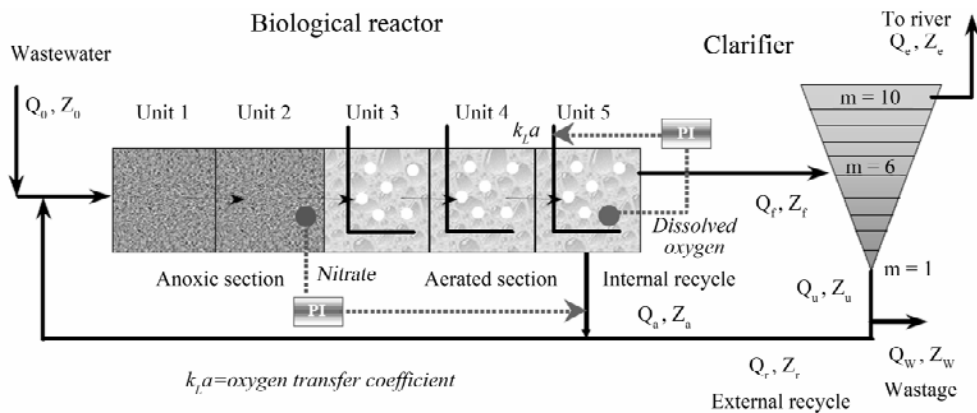 Biological reactor
To river
Qe, Ze
Wastewater
Clarifier
Qo, Zo
Unit 1
Unit 2
Unit 3
Unit 4
Unit 5
kLa
PI
m = 10
m – 6
Qf, Zf
Dissolved
oxygen
Anoxic section
Nitrate
Aerated section
Internal recycle
m = 1
Qu, Zu
PI
Qa, Za
QW, ZW
Wastage
Qr, Zr
External recycle
kLa=oxygen transfer coefficient